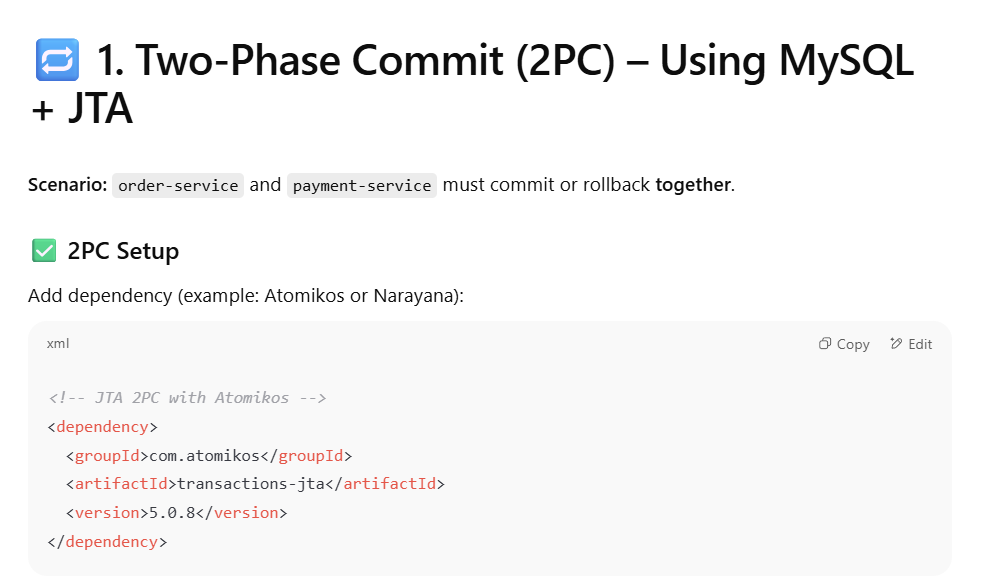 🔁 1. Two-Phase Commit (2PC) – Using MySQL
+ JTA
Scenario: order-service and payment-service must commit or rollback together.
✅ 2PC Setup
Add dependency (example: Atomikos or Narayana):
xml Copy Edit
<!-- JTA 2PC with Atomikos -->
<dependency>
  <groupId>com.atomikos</groupId>
  <artifactId>transactions-jta</artifactId>
  <version>5.0.8</version>
</dependency>